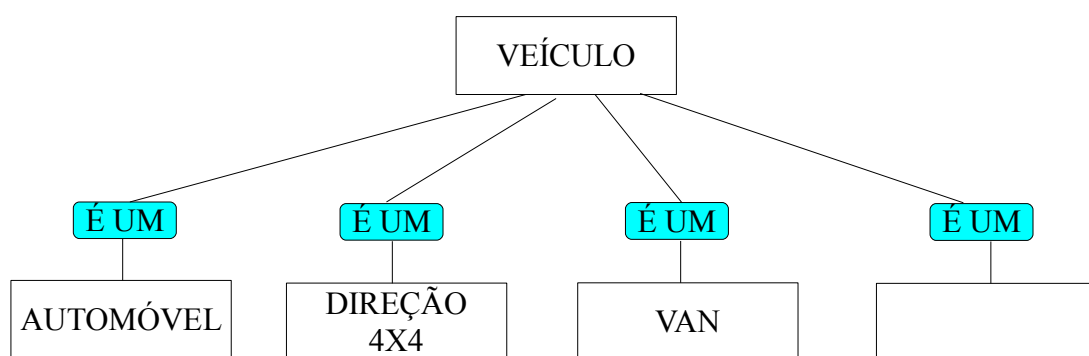 VEÍCULO
É UM
É UM
É UM
É UM
AUTOMÓVEL
DIREÇÃO
4X4
VAN